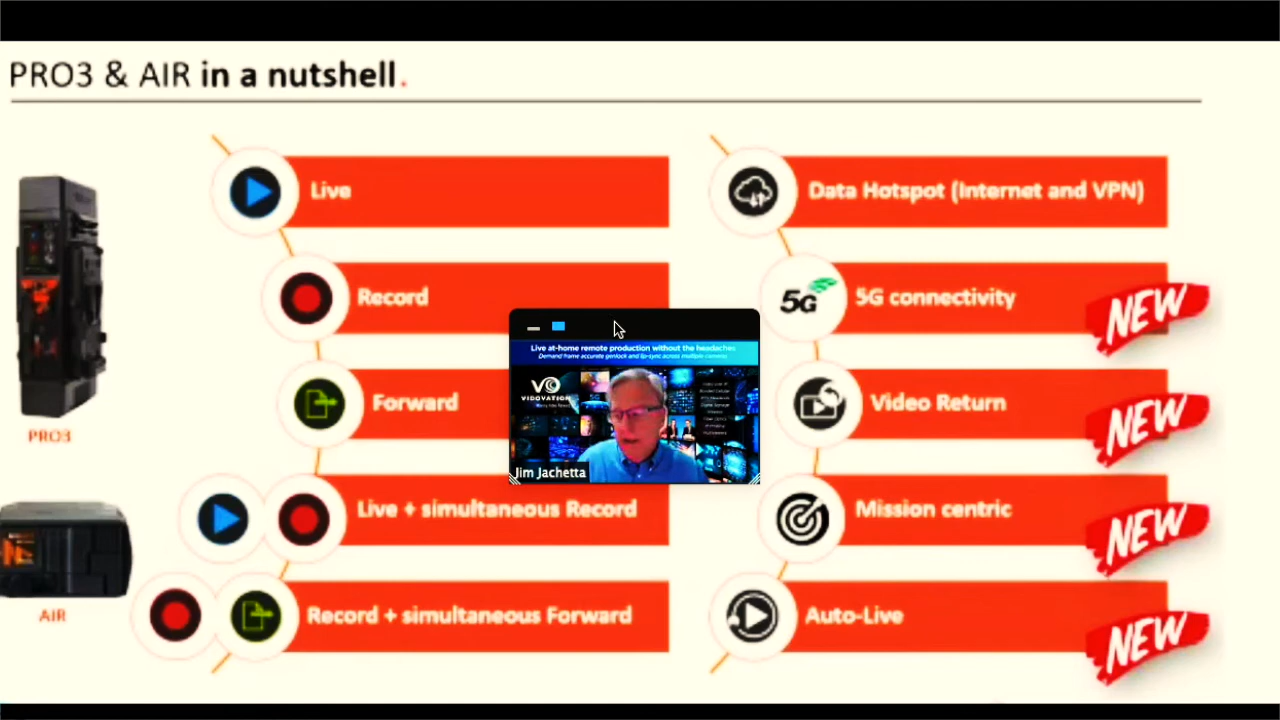 PRO3 & AIR in a nutshell.
Live
Record
Forward
Live + simultaneous Record
Record + simultaneous Forward
PRO3
AIR
Data Hotspot (Internet and VPN)
5G
5G connectivity
NEW
Video Return
NEW
Mission centric
NEW
Auto-Live
NEW
Live at-home remote production without the headaches
Demand frame accurate genlock and lip-sync across multiple cameras
VIDOVATION
Jim Jachetta